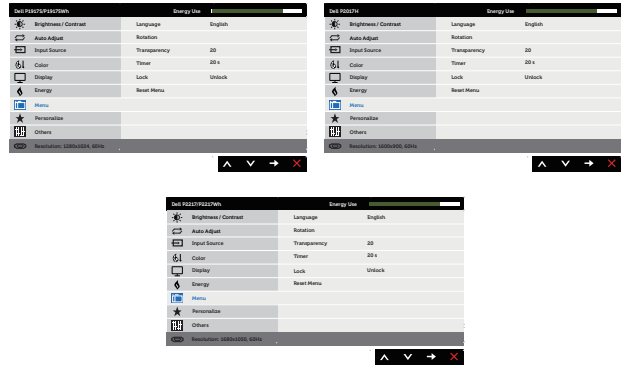 Dell P1917S/P1917SWh Energy Use
Brightness / Contrast Language English
Auto Adjust Rotation
Input Source Transparency 20
Color Timer 20 s
Display Lock Unlock
Energy Reset Menu
Menu
Personalize
Others
Resolution: 1280x1024, 60Hz
Dell P2017H Energy Use
Brightness / Contrast Language English
Auto Adjust Rotation
Input Source Transparency 20
Color Timer 20 s
Display Lock Unlock
Energy Reset Menu
Menu
Personalize
Others
Resolution: 1600x900, 60Hz
Dell P2217/P2217Wh Energy Use
Brightness / Contrast Language English
Auto Adjust Rotation
Input Source Transparency 20
Color Timer 20 s
Display Lock Unlock
Energy Reset Menu
Menu
Personalize
Others
Resolution: 1680x1050, 60Hz